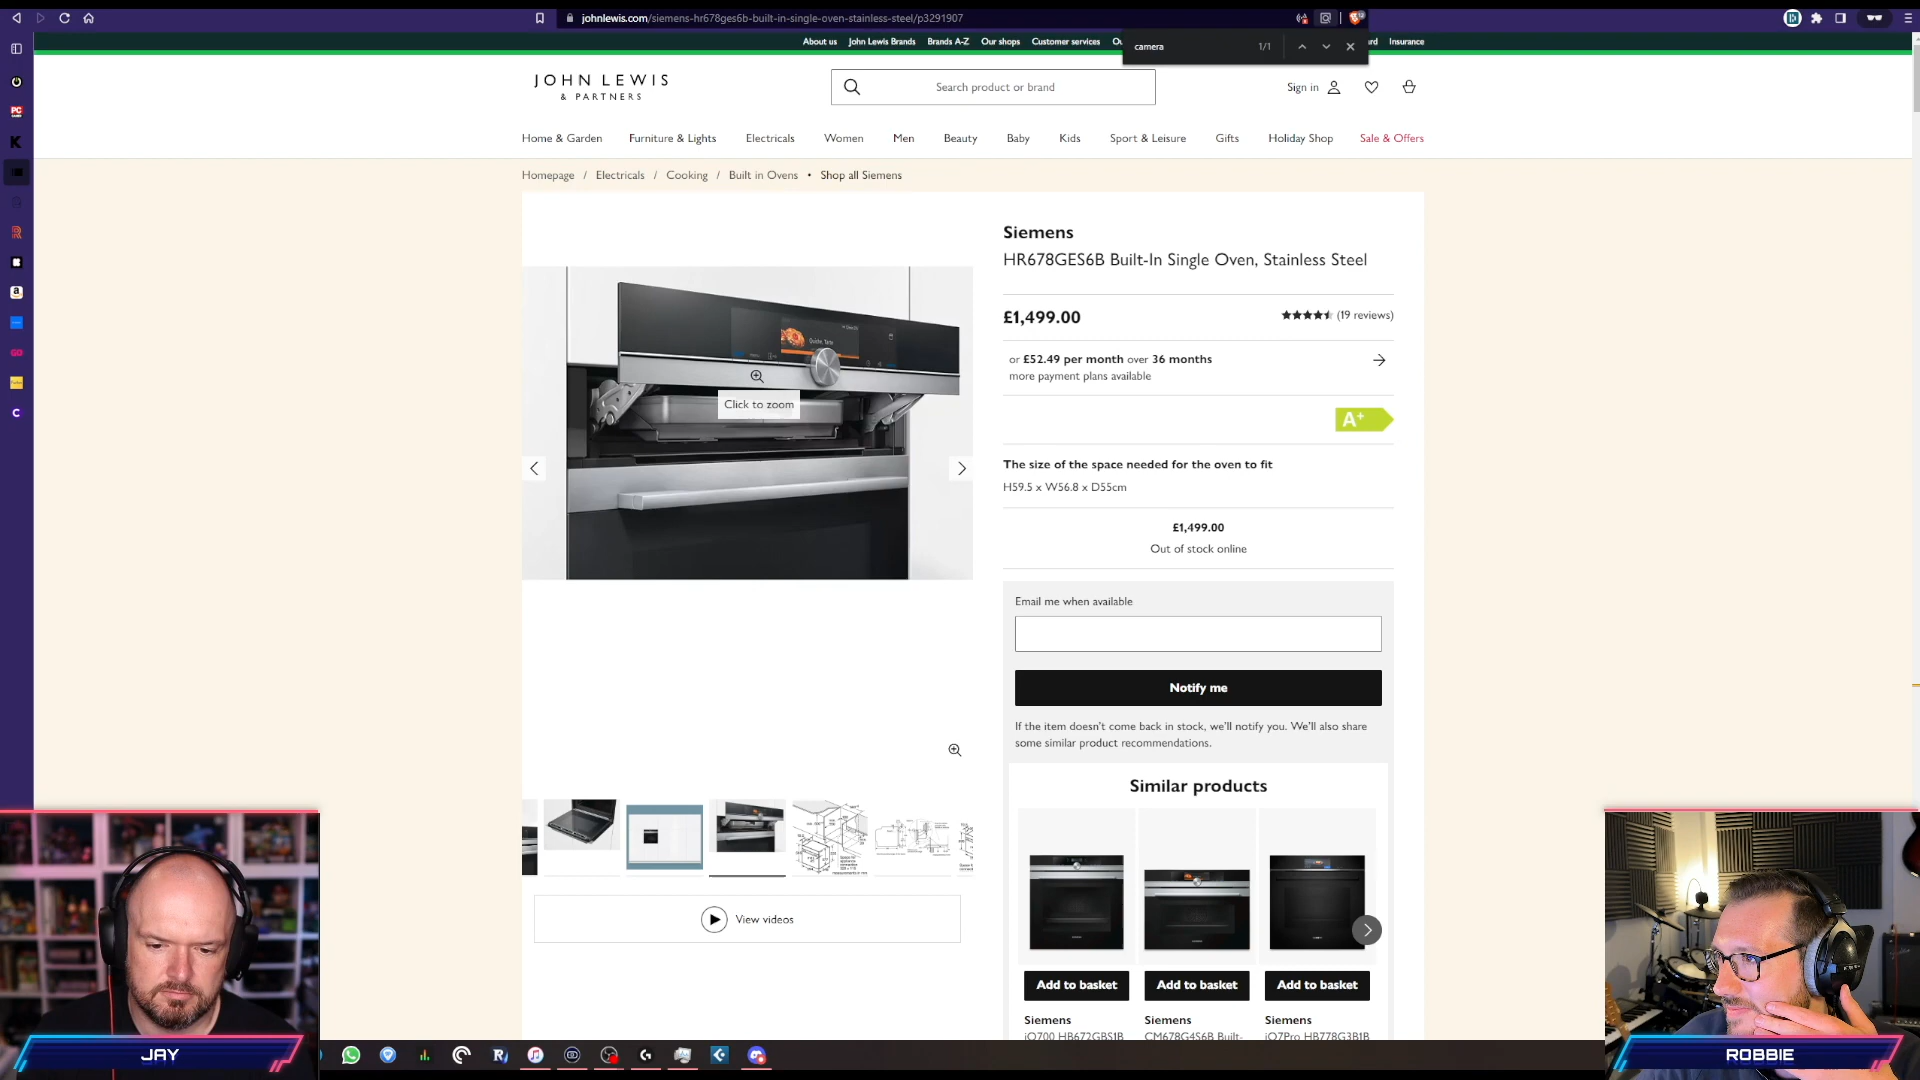 johnlewis.com/siemens-hr678ges6b-built-in-single-oven-stainless-steel/p3291907
About us
John Lewis Brands
Brands A-Z
Our shops
Customer services
Insurance
camera
1/1
JOHN LEWIS
& PARTNERS
Search product or brand
Sign in
Home & Garden
Furniture & Lights
Electricals
Women
Men
Beauty
Baby
Kids
Sport & Leisure
Gifts
Holiday Shop
Sale & Offers
Homepage / Electricals / Cooking / Built in Ovens • Shop all Siemens
Click to zoom
Siemens
HR678GES6B Built-In Single Oven, Stainless Steel
£1,499.00
(19 reviews)
or £52.49 per month over 36 months
more payment plans available
A+
The size of the space needed for the oven to fit
H59.5 x W56.8 x D55cm
£1,499.00
Out of stock online
Email me when available
Notify me
If the item doesn't come back in stock, we'll notify you. We'll also share
some similar product recommendations.
View videos
Similar products
Add to basket
Add to basket
Add to basket
Siemens
Siemens
Siemens
iQ700 HB672GBS1B
CM678G4S6B Built-
iQ7Pro HB778G3B1B
JAY
ROBBIE